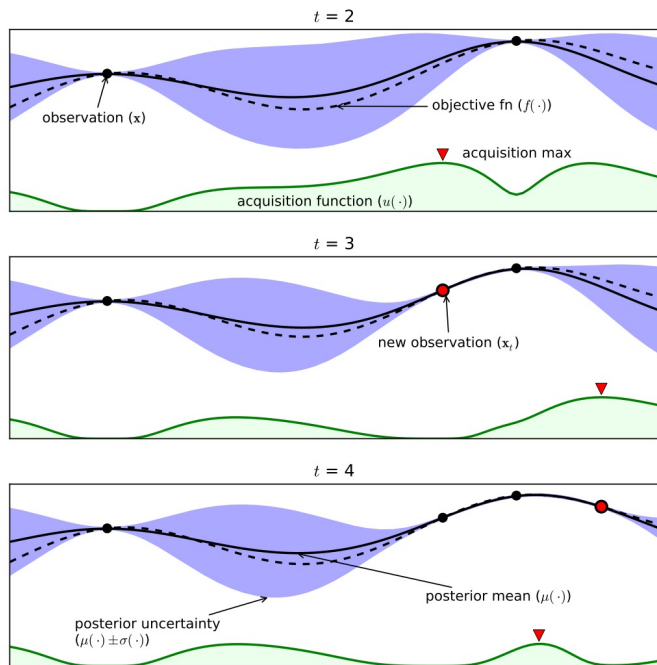 t = 2
observation (x)
objective fn (f(·))
acquisition max
acquisition function (u(·))
t = 3
new observation (xₜ)
t = 4
posterior mean (μ(·))
posterior uncertainty
(μ(·)±σ(·))